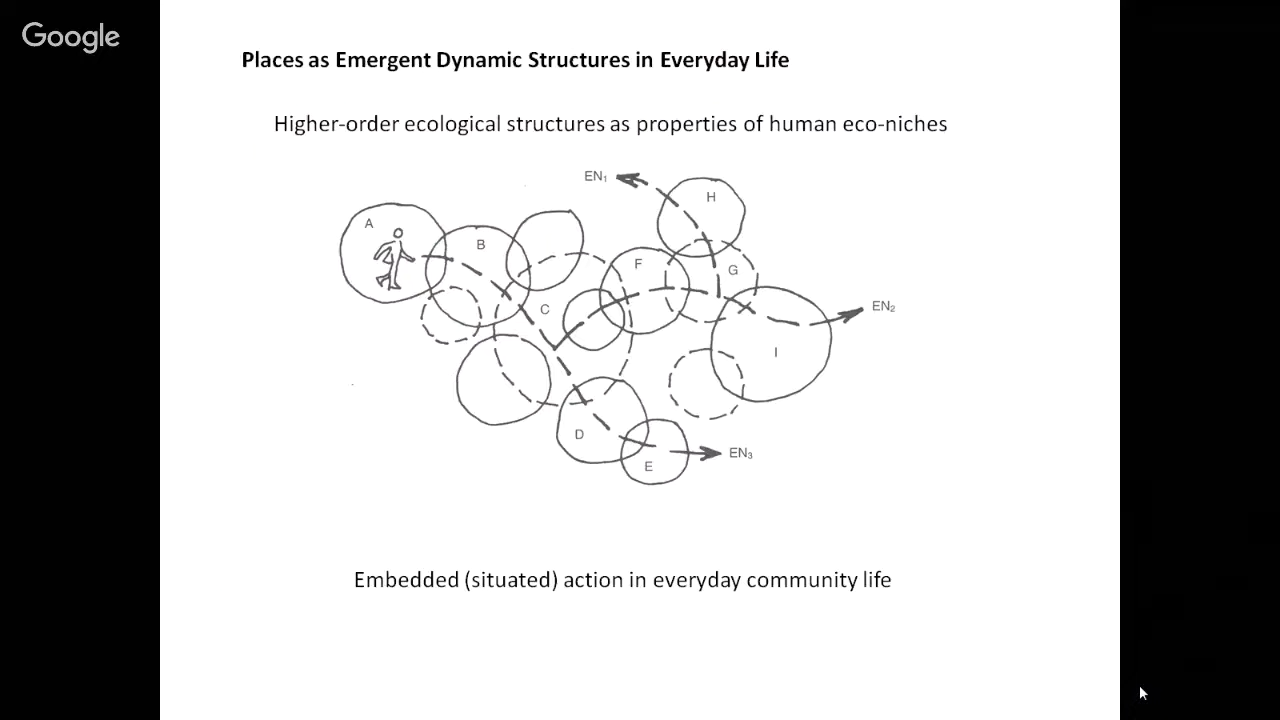 Google
Places as Emergent Dynamic Structures in Everyday Life
Higher-order ecological structures as properties of human eco-niches
EN₁
H
A
B
F
G
C
EN₂
I
D
E
EN₃
Embedded (situated) action in everyday community life